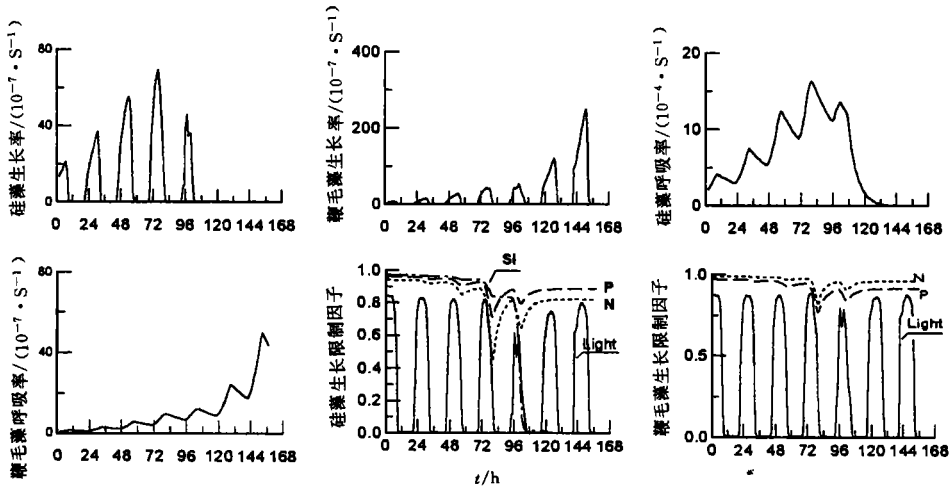 硅藻生长率/(10⁻⁷·S⁻¹)
80
40
0
0 24 48 72 96 120 144 168
鞭毛藻生长率/(10⁻⁷·S⁻¹)
400
200
0
0 24 48 72 96 120 144 168
硅藻呼吸率/(10⁻⁴·S⁻¹)
20
10
0
0 24 48 72 96 120 144 168
鞭毛藻呼吸率/(10⁻⁷·S⁻¹)
80
40
0
0 24 48 72 96 120 144 168
硅藻生长限制因子
1.0
0.8
0.6
0.4
0.2
0.0
Si
P
N
Light
0 24 48 72 96 120 144 168
t/h
鞭毛藻生长限制因子
1.0
0.5
0.0
N
P
Light
0 24 48 72 96 120 144 168